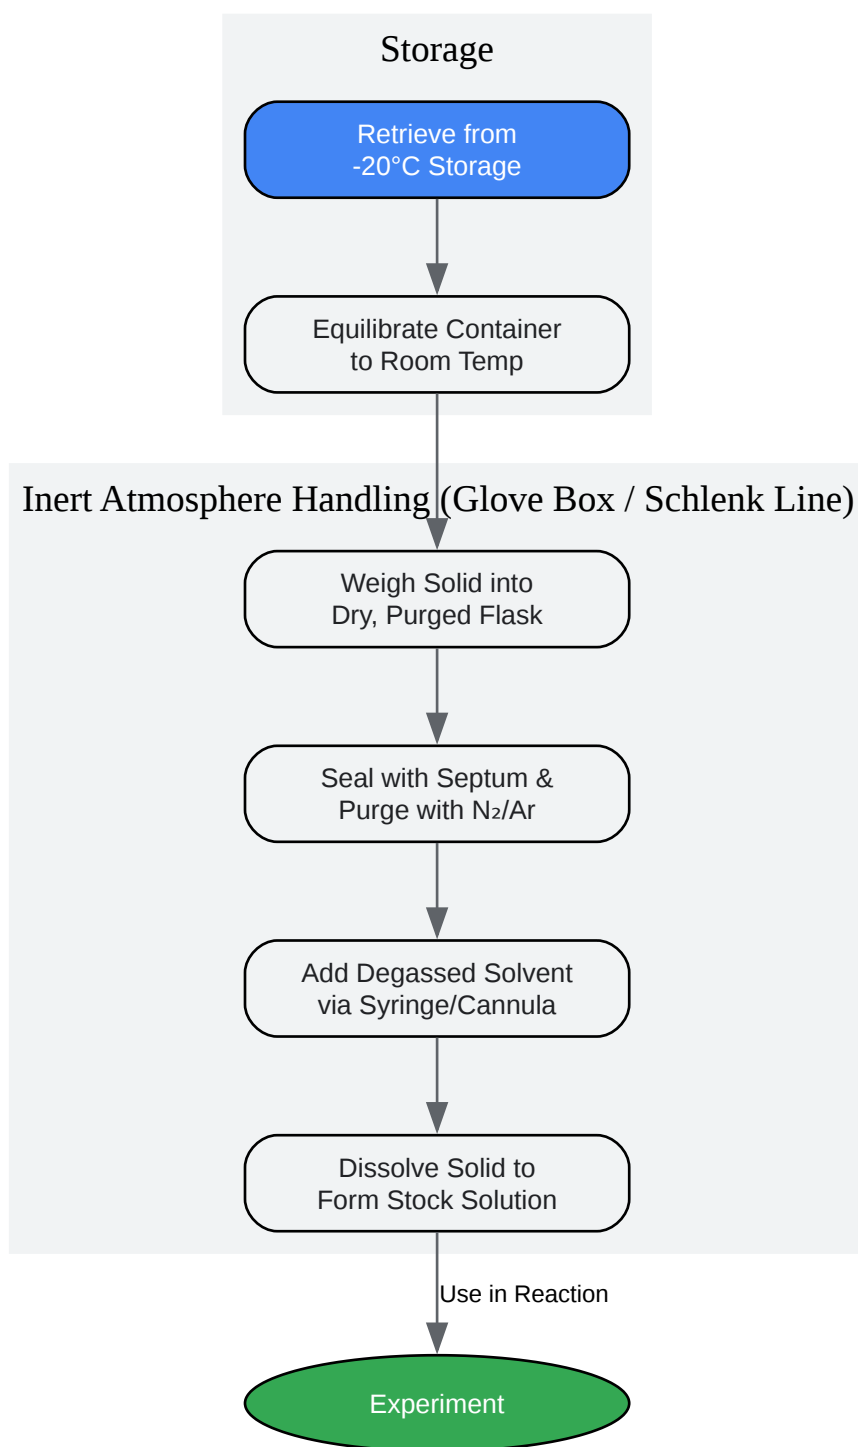 Storage
Retrieve from
-20°C Storage
Equilibrate Container
to Room Temp
Inert Atmosphere Handling (Glove Box / Schlenk Line)
Weigh Solid into
Dry, Purged Flask
Seal with Septum &
Purge with N₂/Ar
Add Degassed Solvent
via Syringe/Cannula
Dissolve Solid to
Form Stock Solution
Use in Reaction
Experiment